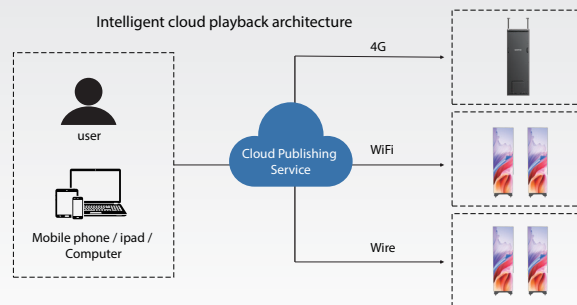 Intelligent cloud playback architecture
user
Mobile phone / ipad /
Computer
Cloud Publishing
Service
4G
WiFi
Wire